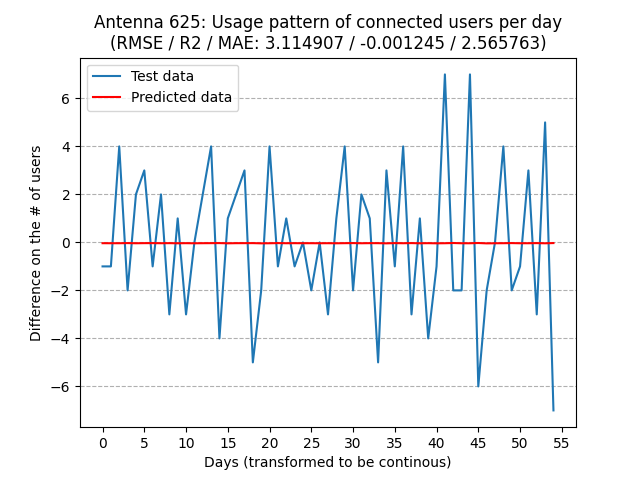 Antenna 625: Usage pattern of connected users per day
(RMSE / R2 / MAE: 3.114907 / -0.001245 / 2.565763)
Test data
Predicted data
Difference on the # of users
6
4
2
0
−2
−4
−6
0 5 10 15 20 25 30 35 40 45 50 55
Days (transformed to be continous)